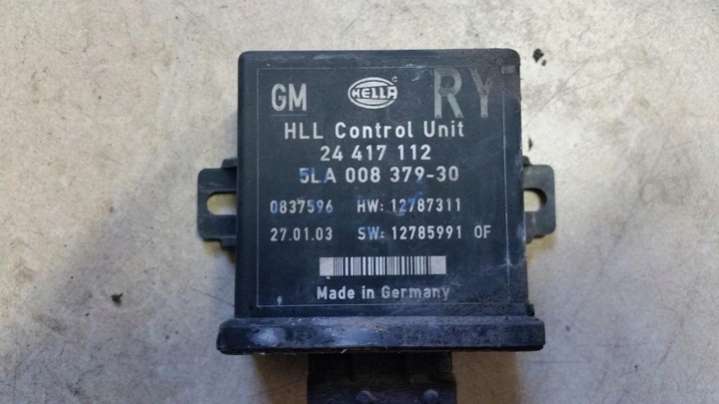 GM HELLA RY
HLL Control Unit
24 417 112
5LA 008 379-30
0837596 HW: 12787311
27.01.03 SW: 12785991 OF
Made in Germany